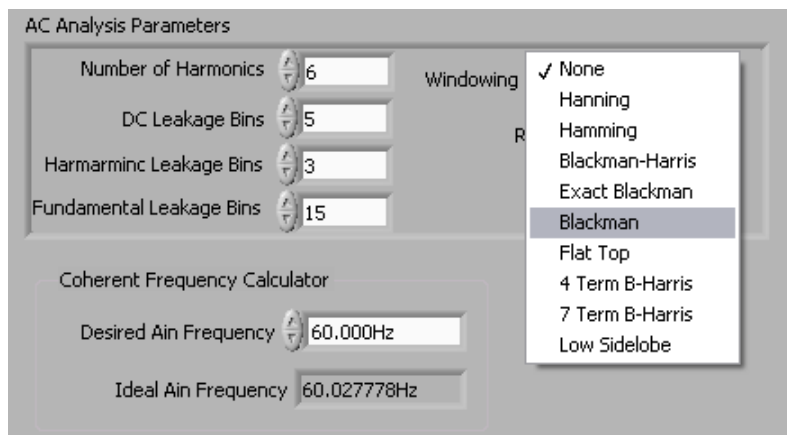 AC Analysis Parameters
Number of Harmonics 6
DC Leakage Bins 5
Harmarminc Leakage Bins 3
Fundamental Leakage Bins 15
Windowing
R
✓ None
Hanning
Hamming
Blackman-Harris
Exact Blackman
Blackman
Flat Top
4 Term B-Harris
7 Term B-Harris
Low Sidelobe
Coherent Frequency Calculator
Desired Ain Frequency 60.000Hz
Ideal Ain Frequency 60.027778Hz